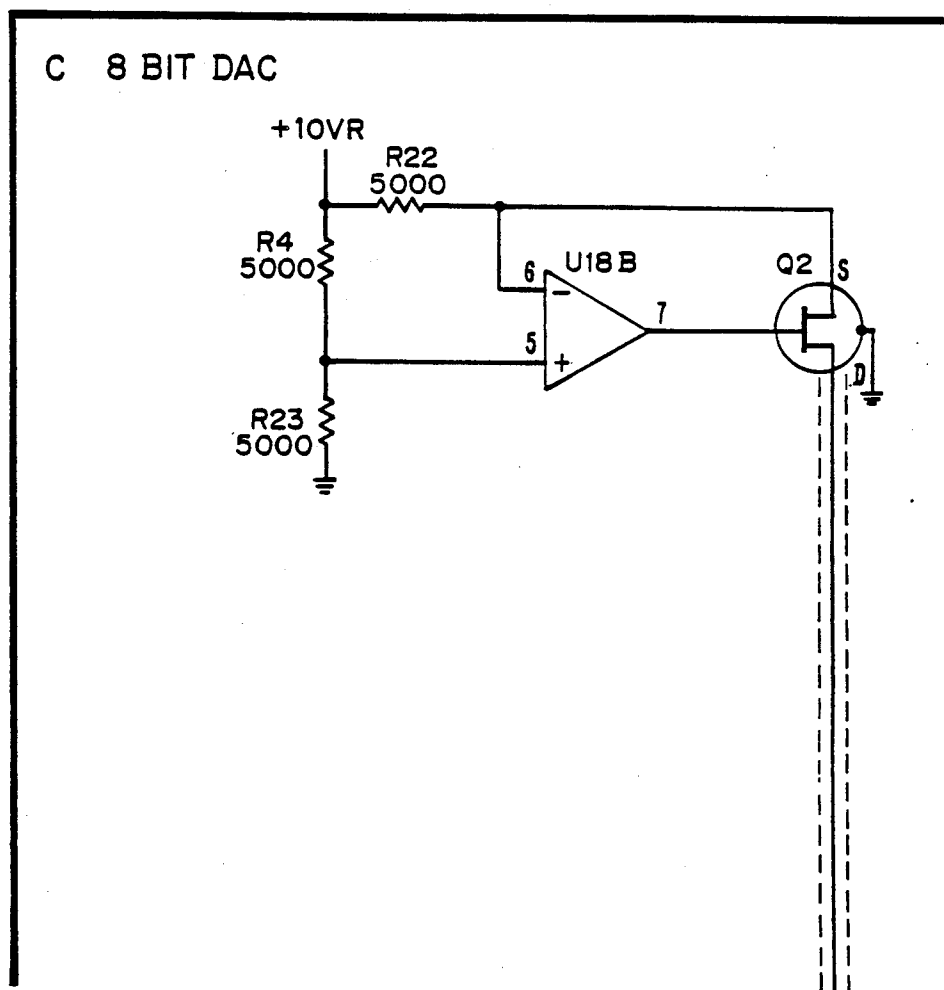 C 8 BIT DAC
+10VR
R22
5000
R4
5000
6
U18B
7
Q2
S
5
D
R23
5000
−
+